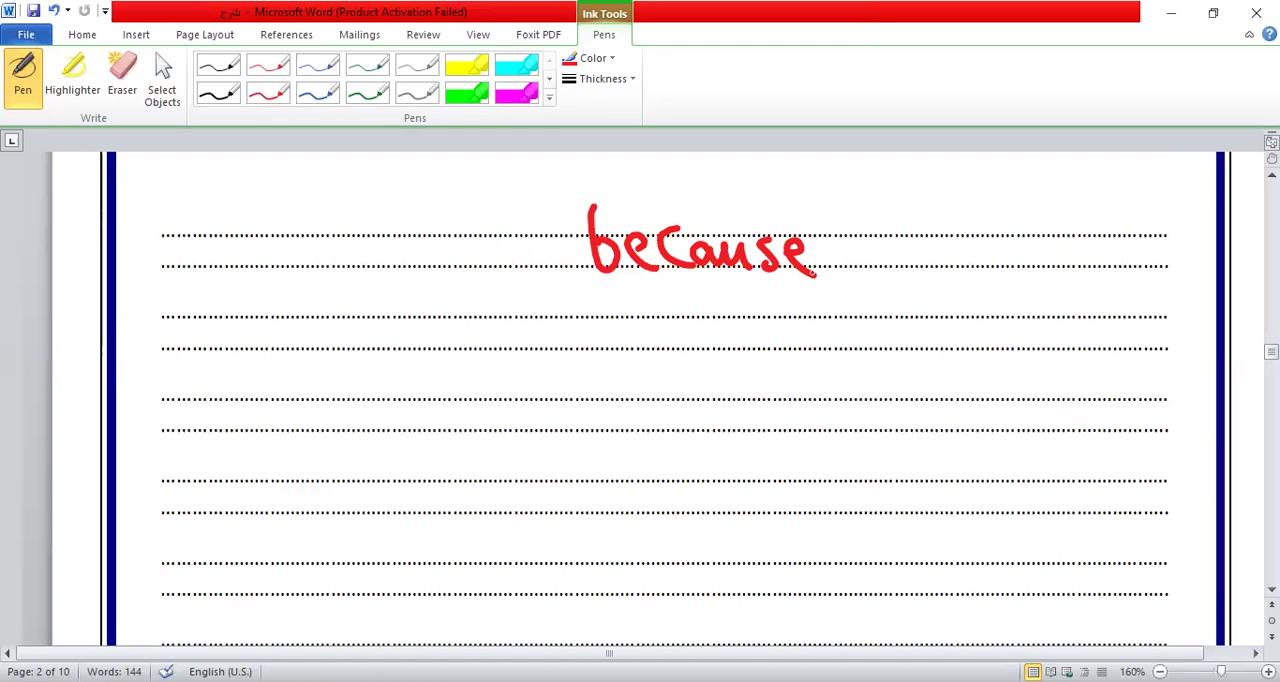 شرح - Microsoft Word (Product Activation Failed)
Ink Tools
File Home Insert Page Layout References Mailings Review View Foxit PDF Pens
Pen Highlighter Eraser Select Objects
Color
Thickness
Write Pens
because
Page: 2 of 10 Words: 144 English (U.S.) 160%